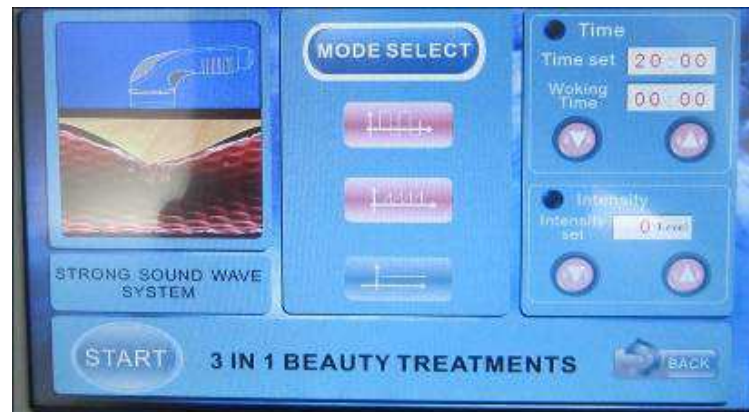 MODE SELECT
Time
Time set 20:00
Woking
Time 00:00
Intensity
Intensity
set 0 Level
STRONG SOUND WAVE
SYSTEM
START 3 IN 1 BEAUTY TREATMENTS BACK